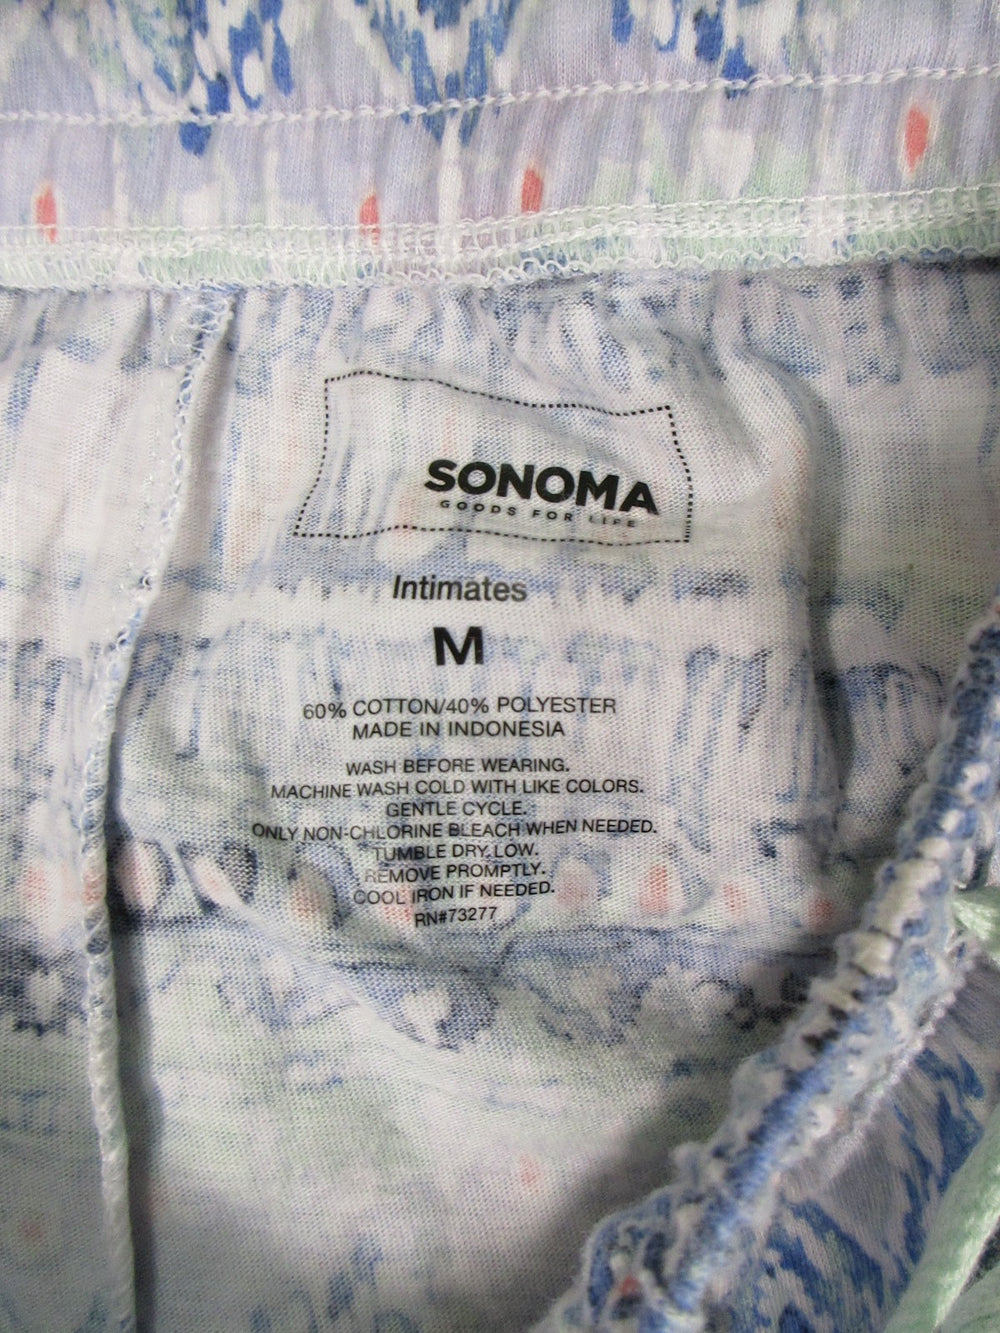 SONOMA
GOODS FOR LIFE
Intimates
M
60% COTTON/40% POLYESTER
MADE IN INDONESIA
WASH BEFORE WEARING.
MACHINE WASH COLD WITH LIKE COLORS.
GENTLE CYCLE.
ONLY NON-CHLORINE BLEACH WHEN NEEDED.
TUMBLE DRY LOW.
REMOVE PROMPTLY.
COOL IRON IF NEEDED.
RN#73277